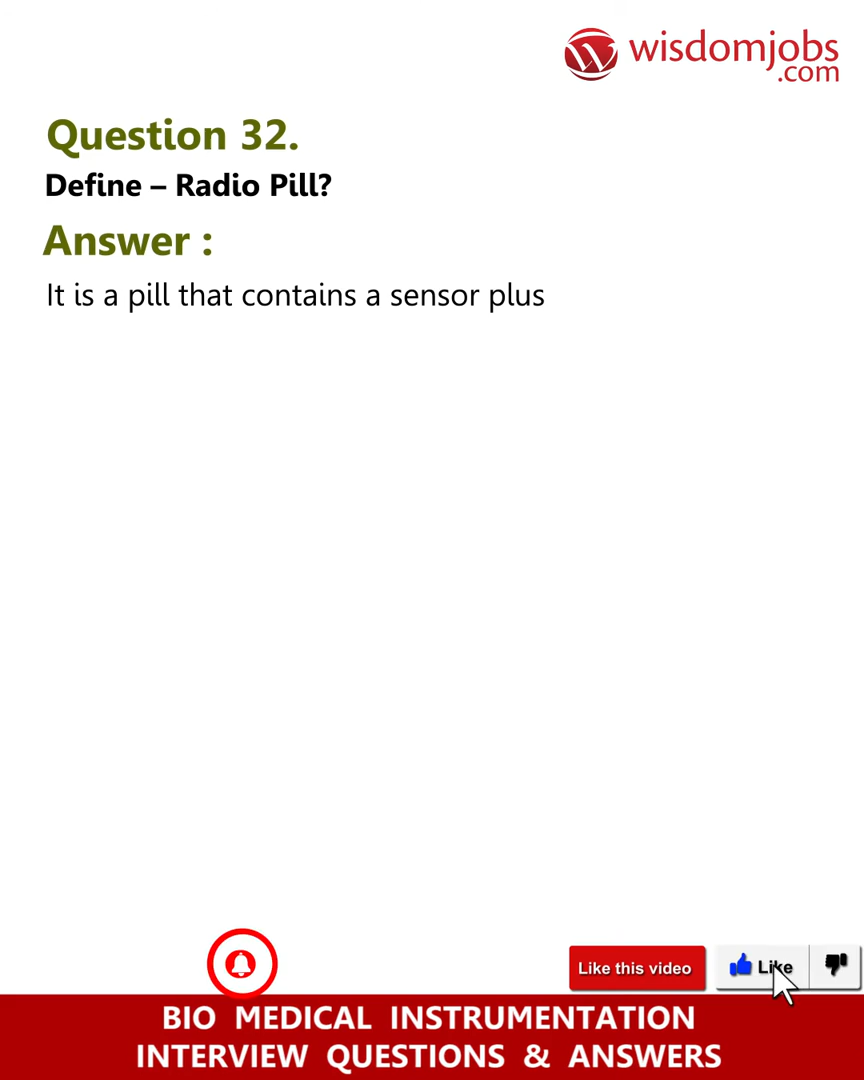 wisdomjobs
.com
Question 32.
Define – Radio Pill?
Answer :
It is a pill that contains a sensor plus
Like this video
Like
BIO MEDICAL INSTRUMENTATION
INTERVIEW QUESTIONS & ANSWERS